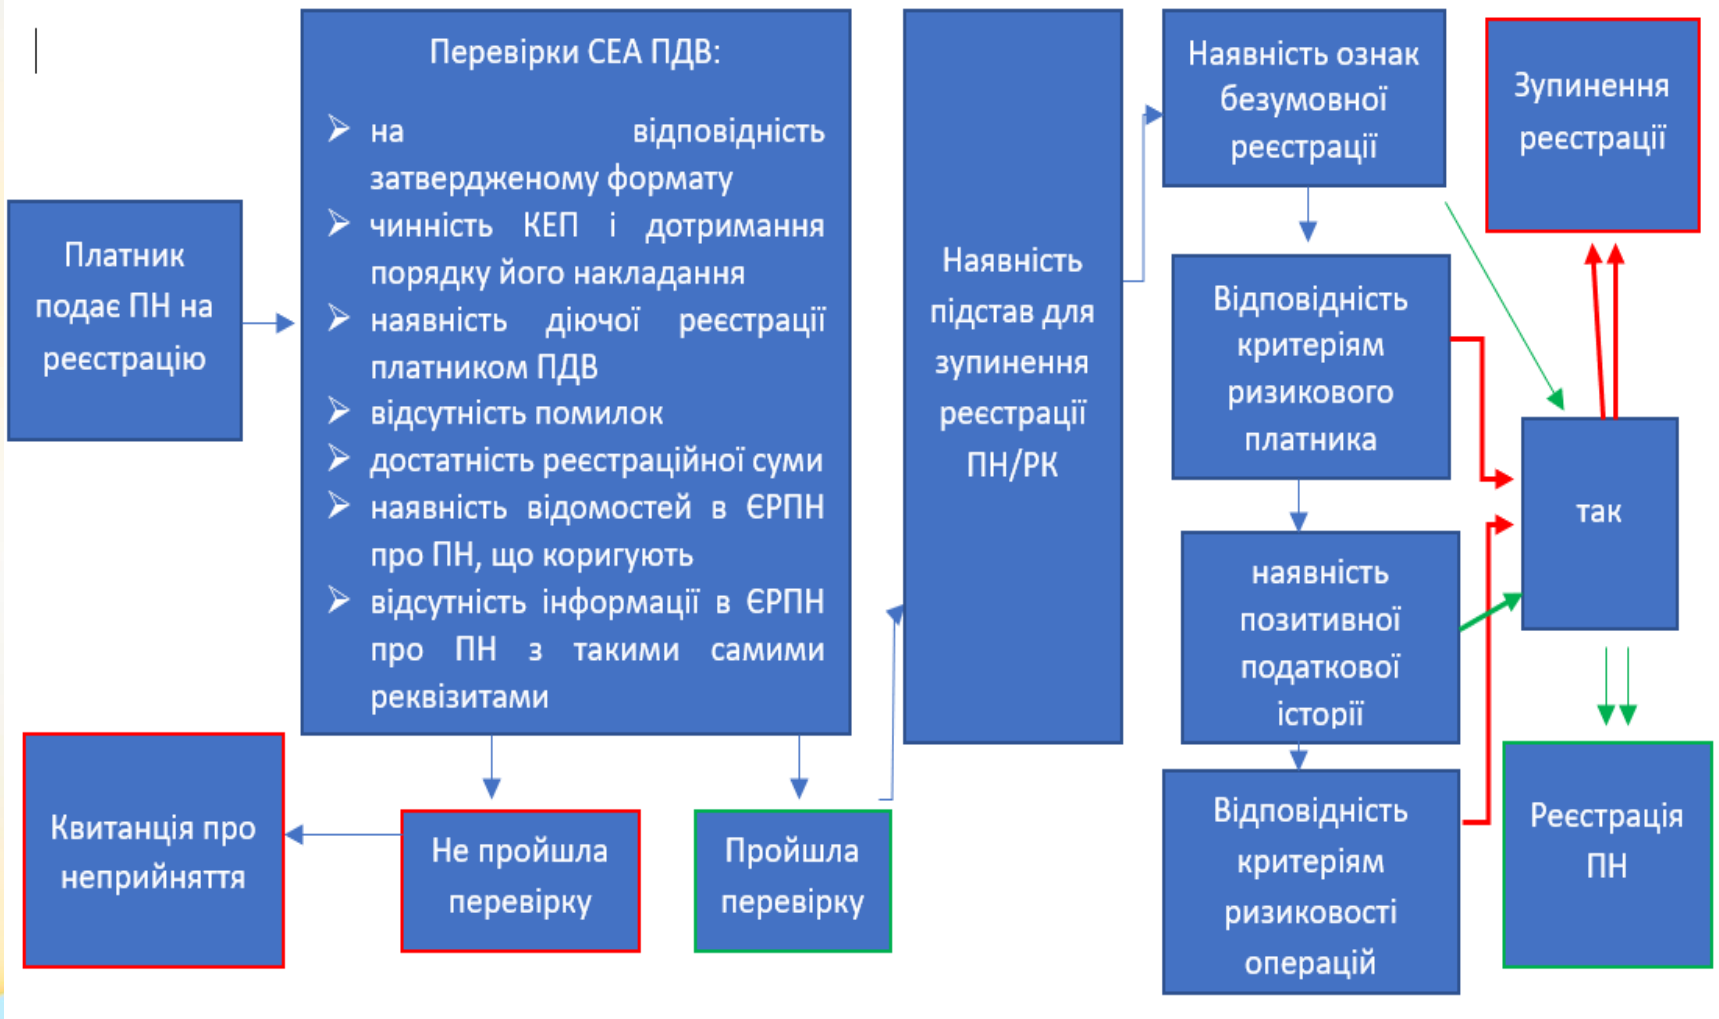 Платник
подає ПН на
реєстрацію
Перевірки СЕА ПДВ:
на відповідність
затвердженому формату
чинність КЕП і дотримання
порядку його накладання
наявність діючої реєстрації
платником ПДВ
відсутність помилок
достатність реєстраційної суми
наявність відомостей в ЄРПН
про ПН, що коригують
відсутність інформації в ЄРПН
про ПН з такими самими
реквізитами
Квитанція про
неприйняття
Не пройшла
перевірку
Пройшла
перевірку
Наявність
підстав для
зупинення
реєстрації
ПН/РК
Наявність ознак
безумовної
реєстрації
Відповідність
критеріям
ризикового
платника
наявність
позитивної
податкової
історії
Відповідність
критеріям
ризиковості
операцій
Зупинення
реєстрації
так
Реєстрація
ПН